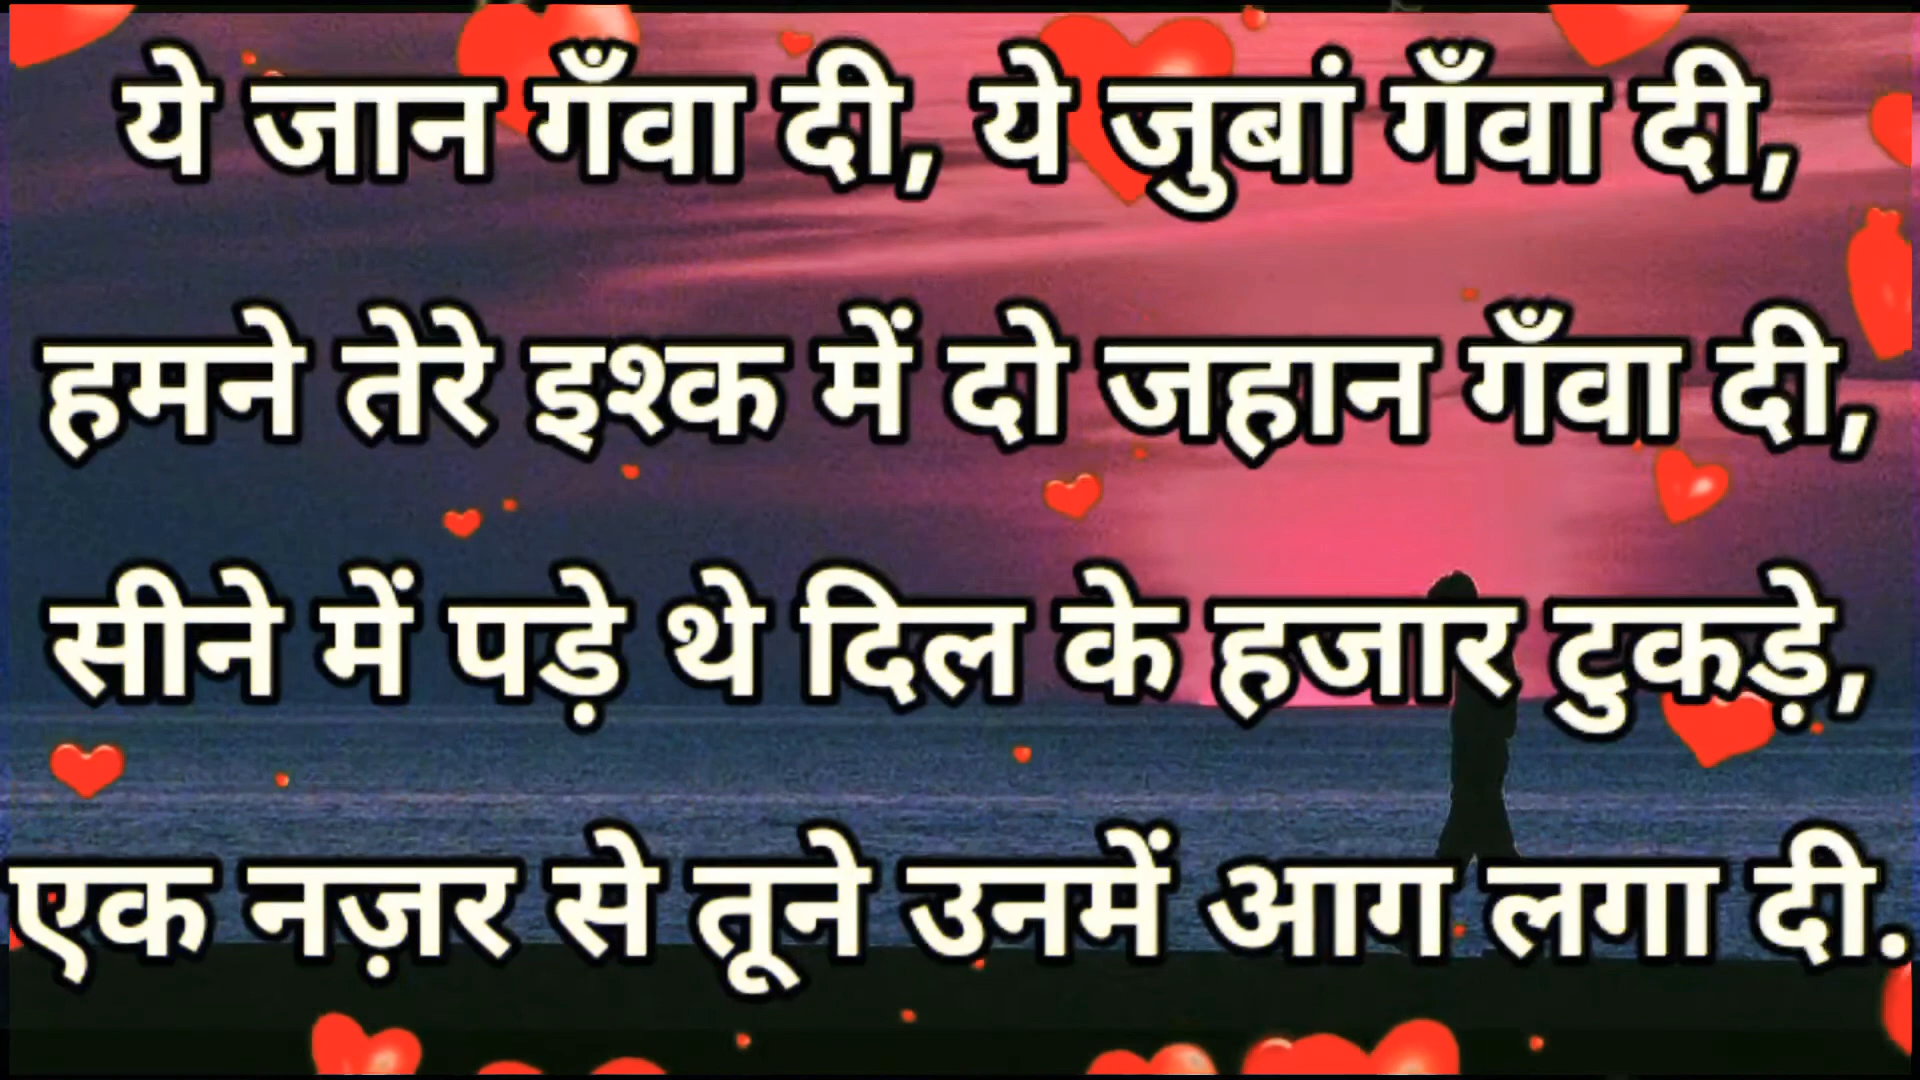 ये जान गँवा दी, ये जुबां गँवा दी,
हमने तेरे इश्क में दो जहान गँवा दी,
सीने में पड़े थे दिल के हजार टुकड़े,
एक नज़र से तूने उनमें आग लगा दी.